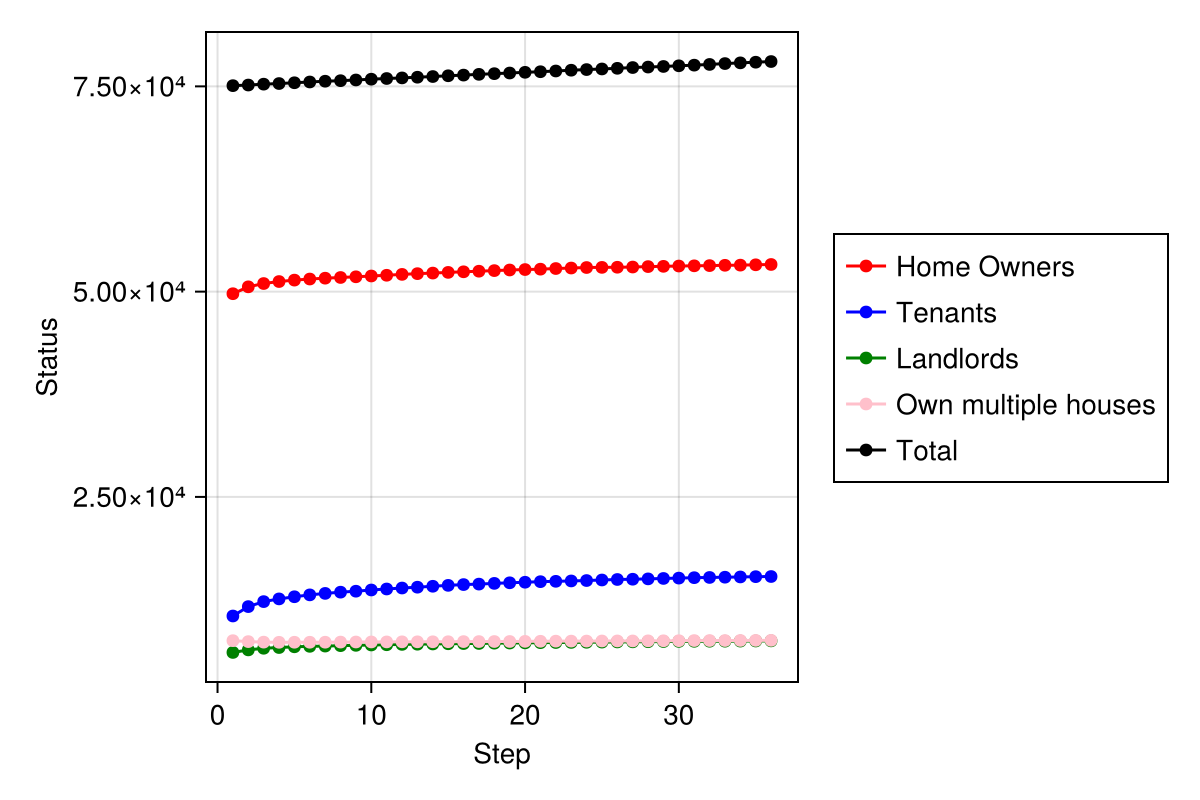 7.50×10⁴
5.00×10⁴
2.50×10⁴
Status
0 10 20 30
Step
Home Owners
Tenants
Landlords
Own multiple houses
Total